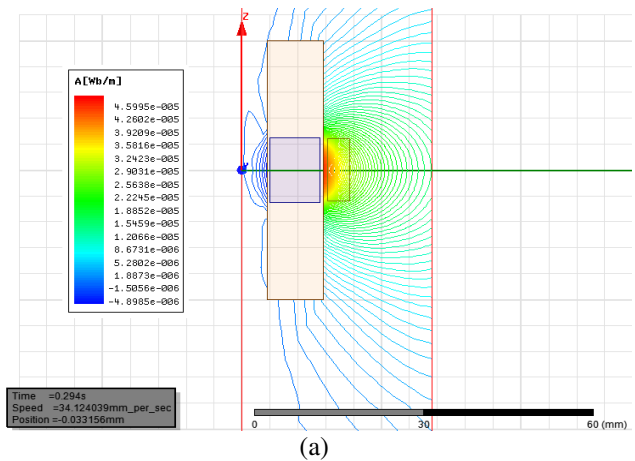 Z
A[Wb/m]
4.5995e-005
4.2602e-005
3.9209e-005
3.5816e-005
3.2423e-005
2.9031e-005
2.5638e-005
2.2245e-005
1.8852e-005
1.5459e-005
1.2066e-005
8.6731e-006
5.2802e-006
1.8873e-006
-1.5056e-006
-4.8985e-006
Time =0.294s
Speed =34.124039mm_per_sec
Position =-0.033156mm
0 30 60 (mm)
(a)